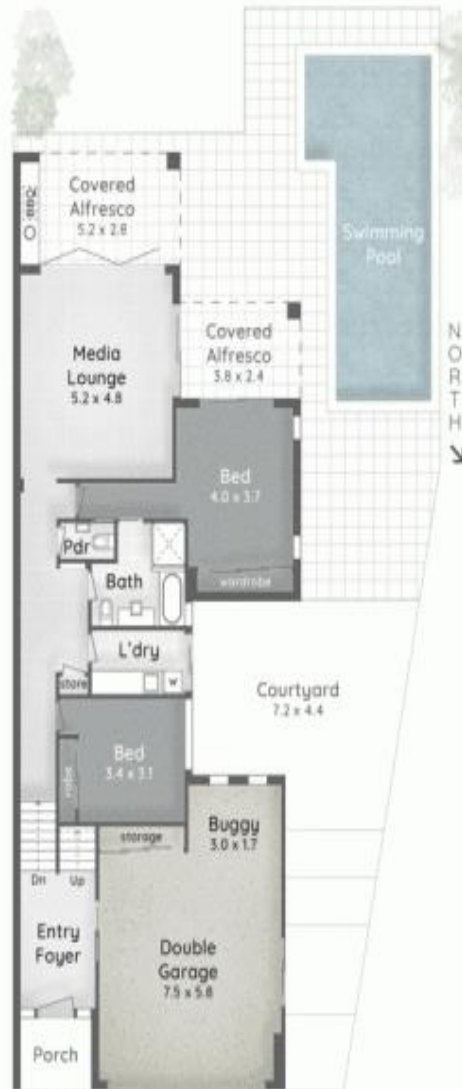 Covered
Alfresco
5.2 x 2.8
BBQ
Swimming
Pool
Covered
Alfresco
3.8 x 2.4
NORTH
Media
Lounge
5.2 x 4.8
Bed
4.0 x 3.7
wardrobe
Pdr
Bath
L'dry
W
store
Courtyard
7.2 x 4.4
Bed
3.4 x 3.1
robe
storage
Buggy
3.0 x 1.7
Dn
Up
Entry
Foyer
Double
Garage
7.5 x 5.8
Porch